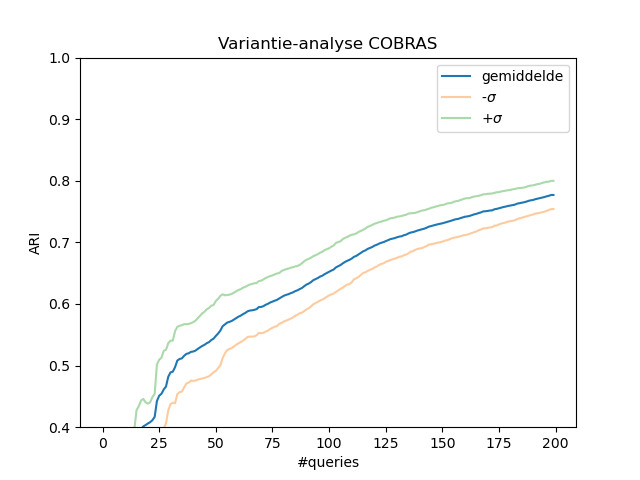 Variantie-analyse COBRAS
gemiddelde
-σ
+σ
1.0
0.9
0.8
0.7
0.6
0.5
0.4
ARI
0 25 50 75 100 125 150 175 200
#queries